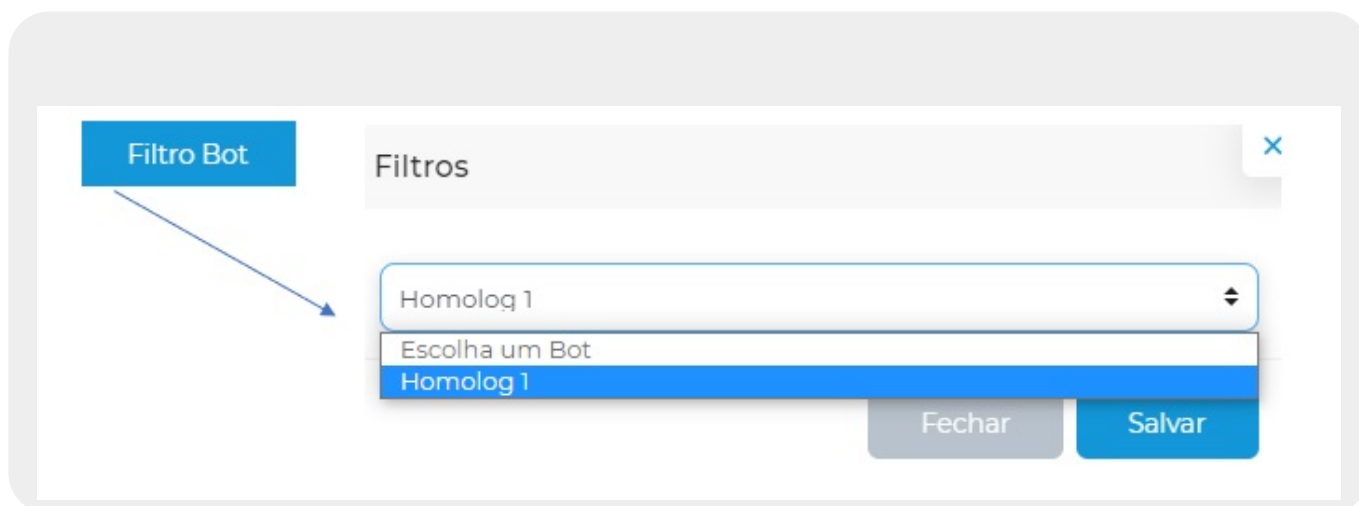 Filtro Bot
Filtros
×
Homolog 1
Escolha um Bot
Homolog 1
Fechar
Salvar